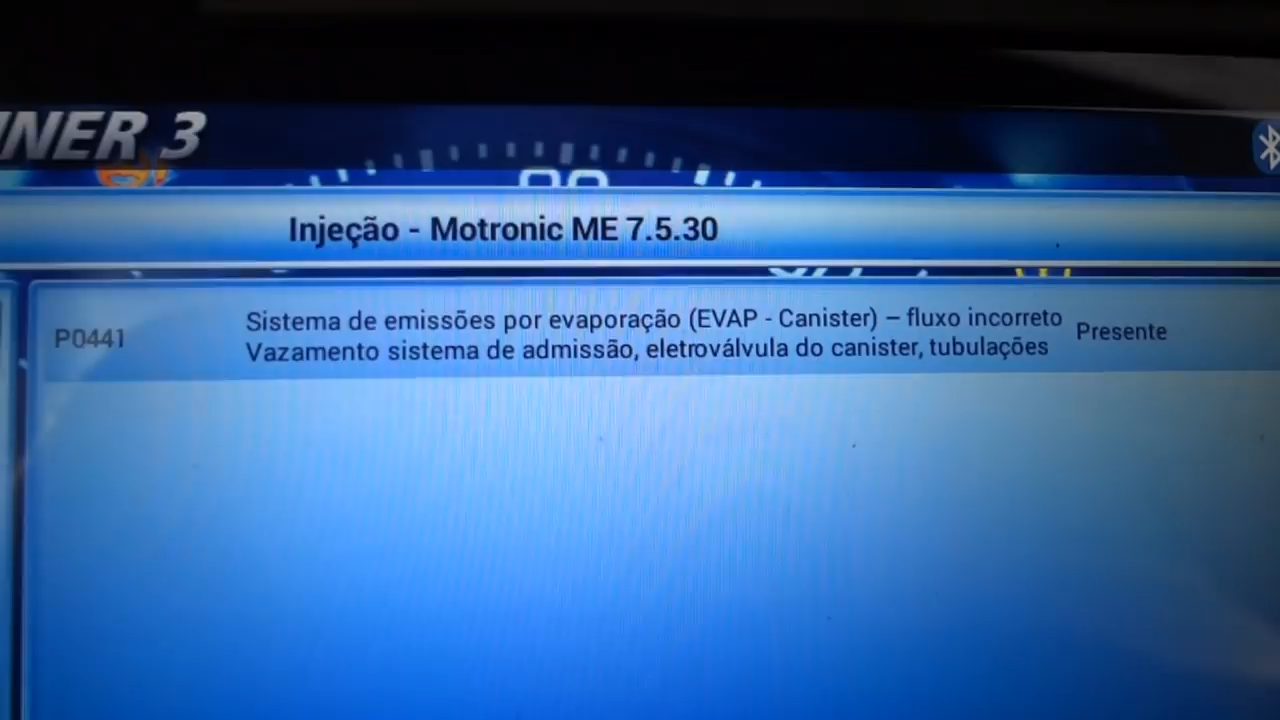 NER 3
Injeção - Motronic ME 7.5.30
P0441
Sistema de emissões por evaporação (EVAP - Canister) – fluxo incorreto
Vazamento sistema de admissão, eletroválvula do canister, tubulações
Presente